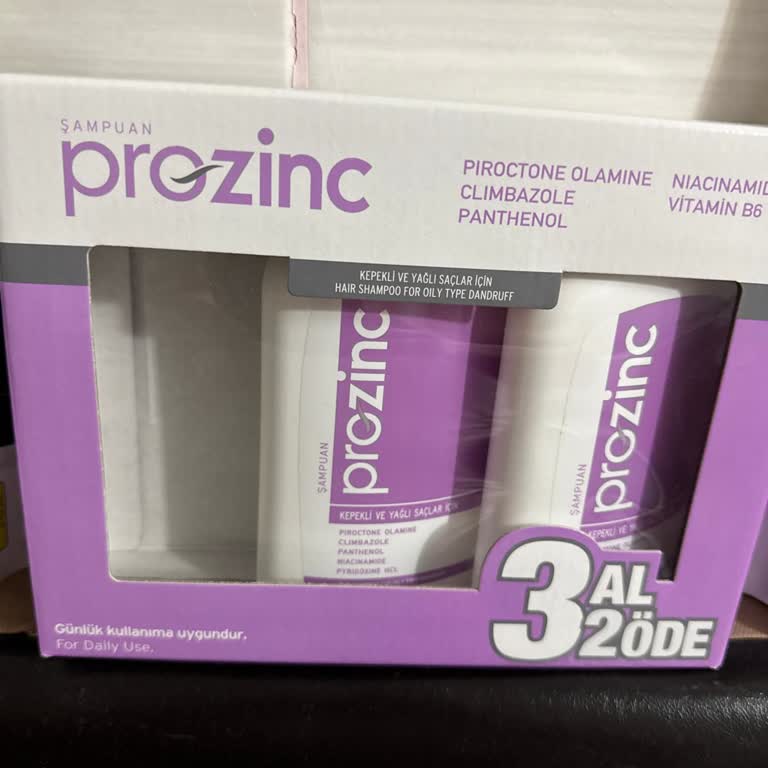 ŞAMPUAN
prozinc
PIROCTONE OLAMINE
CLIMBAZOLE
PANTHENOL
VİTAMİN B6
KEPEKLİ VE YAĞLI SAÇLAR İÇİN
HAIR SHAMPOO FOR OILY TYPE DANDRUFF
ŞAMPUAN
prozinc
KEPEKLİ VE YAĞLI SAÇLAR İÇİN
PIROCTONE OLAMINE
CLIMBAZOLE
PANTHENOL
NIACINAMIDE
PYRIDOXINE HCL
ŞAMPUAN
prozinc
KEPEKLİ VE
3 AL
2 ÖDE
Günlük kullanıma uygundur.
For Daily Use.